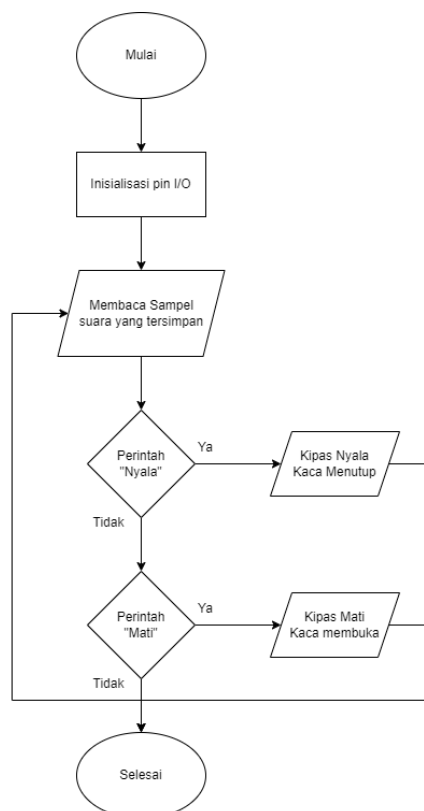 Mulai
Inisialisasi pin I/O
Membaca Sampel
suara yang tersimpan
Perintah
"Nyala"
Ya
Kipas Nyala
Kaca Menutup
Tidak
Perintah
"Mati"
Ya
Kipas Mati
Kaca membuka
Tidak
Selesai